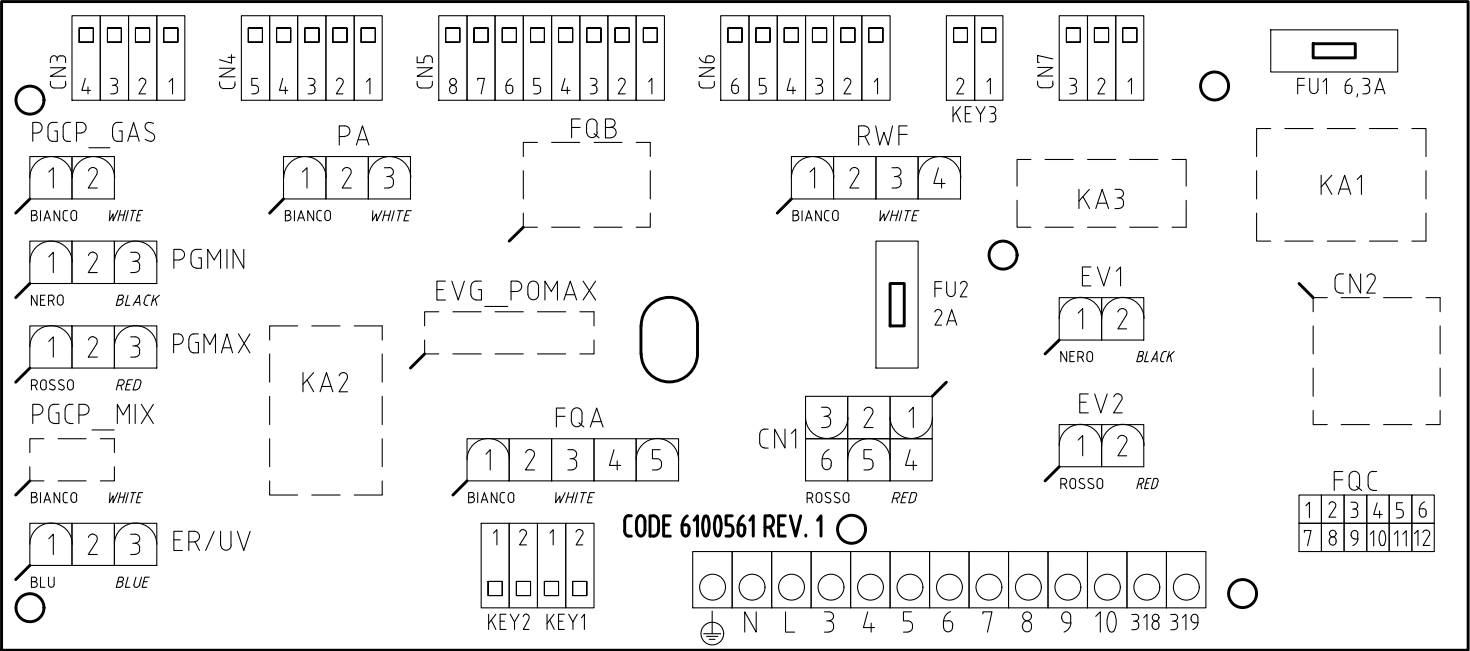 CN3 4 3 2 1
CN4 5 4 3 2 1
CN5 8 7 6 5 4 3 2 1
CN6 6 5 4 3 2 1
2 1
KEY3
CN7 3 2 1
FU1 6,3A
PGCP_GAS
1 2
BIANCO WHITE
PA
1 2 3
BIANCO WHITE
FQB
RWF
1 2 3 4
BIANCO WHITE
KA3
KA1
1 2 3 PGMIN
NERO BLACK
EVG_POMAX
FU2
2A
EV1
1 2
NERO BLACK
CN2
1 2 3 PGMAX
ROSSO RED
KA2
PGCP_MIX
BIANCO WHITE
FQA
1 2 3 4 5
BIANCO WHITE
CN1
3 2 1
6 5 4
ROSSO RED
EV2
1 2
ROSSO RED
FQC
1 2 3 4 5 6
7 8 9 10 11 12
1 2 3 ER/UV
BLU BLUE
1 2 1 2
KEY2 KEY1
CODE 6100561 REV. 1
N L 3 4 5 6 7 8 9 10 318 319